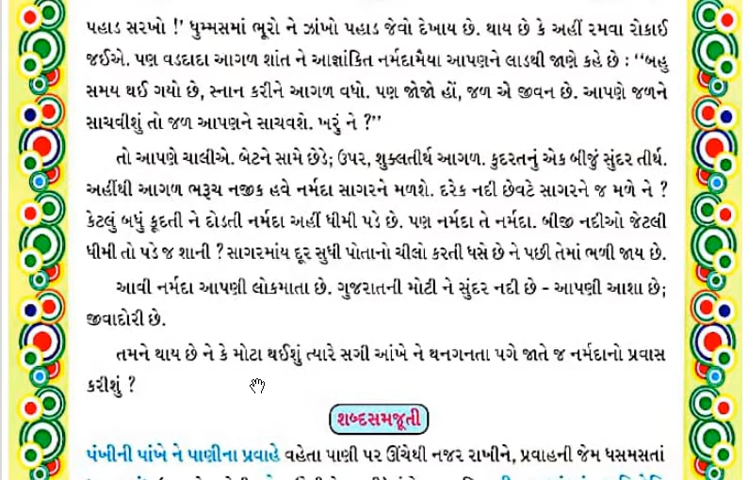 પહાડ સરખો !' ધુમ્મસમાં ભૂરો ને ઝાંખો પહાડ જેવો દેખાય છે. થાય છે કે અહીં રમવા રોકાઈ
જઈએ. પણ વડદાદા આગળ શાંત ને આજ્ઞાંકિત નર્મદામૈયા આપણને લાડથી જાણે કહે છે : "બહુ
સમય થઈ ગયો છે, સ્નાન કરીને આગળ વધો. પણ જોજો હોં, જળ એ જીવન છે. આપણે જળને
સાચવીશું તો જળ આપણને સાચવશે. ખરું ને ?"
તો આપણે ચાલીએ. બેટને સામે છેડે; ઉપર, શુક્લતીર્થ આગળ. કુદરતનું એક બીજું સુંદર તીર્થ.
અહીંથી આગળ ભરૂચ નજીક હવે નર્મદા સાગરને મળશે. દરેક નદી છેવટે સાગરને જ મળે ને ?
કેટલું બધું કૂદતી ને દોડતી નર્મદા અહીં ધીમી પડે છે. પણ નર્મદા તે નર્મદા. બીજી નદીઓ જેટલી
ધીમી તો પડે જ શાની ? સાગરમાંય દૂર સુધી પોતાનો ચીલો કરતી ધસે છે ને પછી તેમાં ભળી જાય છે.
આવી નર્મદા આપણી લોકમાતા છે. ગુજરાતની મોટી ને સુંદર નદી છે – આપણી આશા છે;
જીવાદોરી છે.
તમને થાય છે ને કે મોટા થઈશું ત્યારે સગી આંખે ને થનગનતા પગે જાતે જ નર્મદાનો પ્રવાસ
કરીશું ?
શબ્દસમજૂતી
પંખીની પાંખે ને પાણીના પ્રવાહે વહેતા પાણી પર ઊંચેથી નજર રાખીને, પ્રવાહની જેમ ધસમસતાં